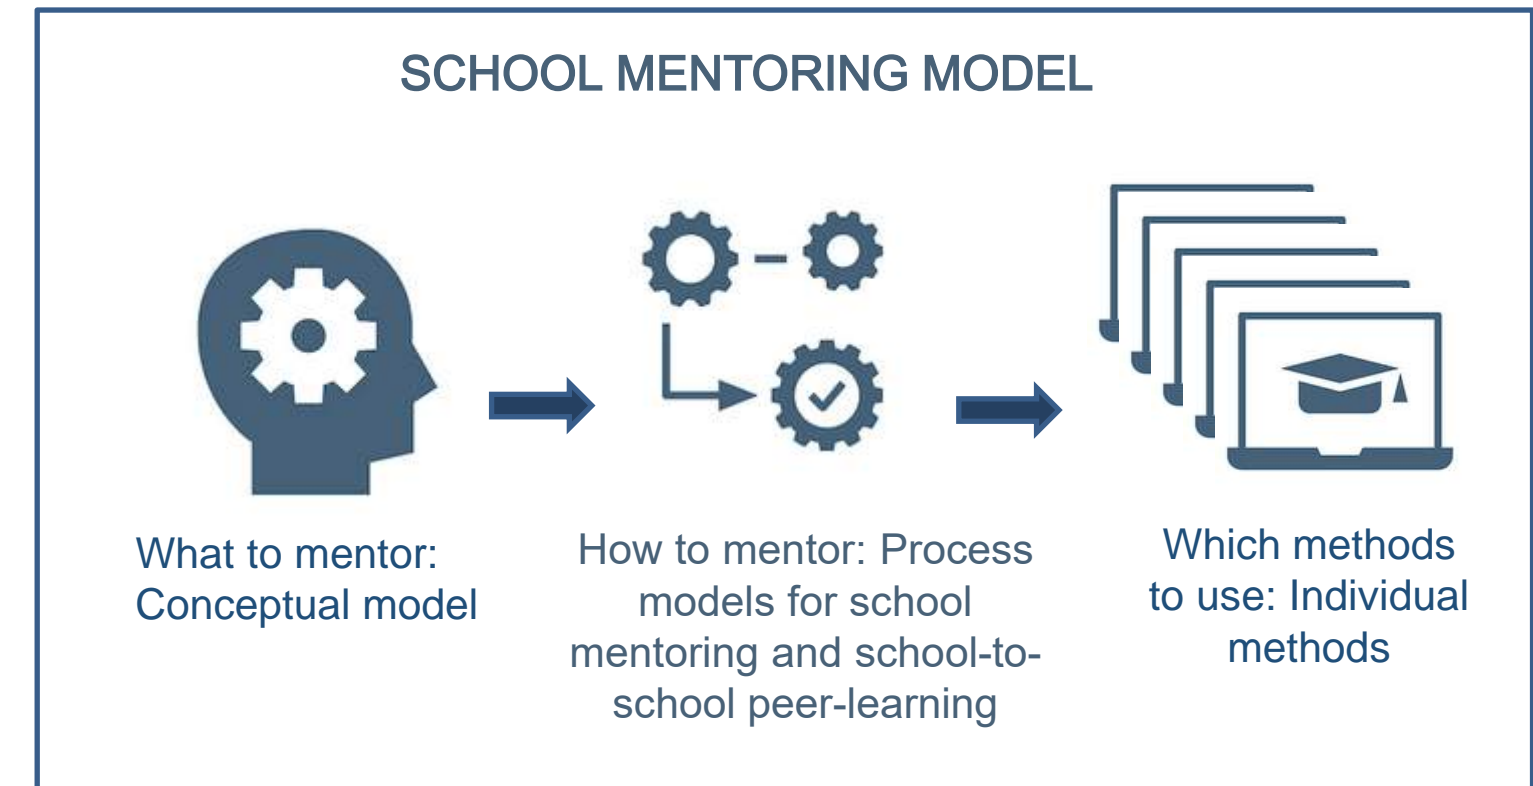 SCHOOL MENTORING MODEL
What to mentor:
Conceptual model
How to mentor: Process
models for school
mentoring and school-to-
school peer-learning
Which methods
to use: Individual
methods